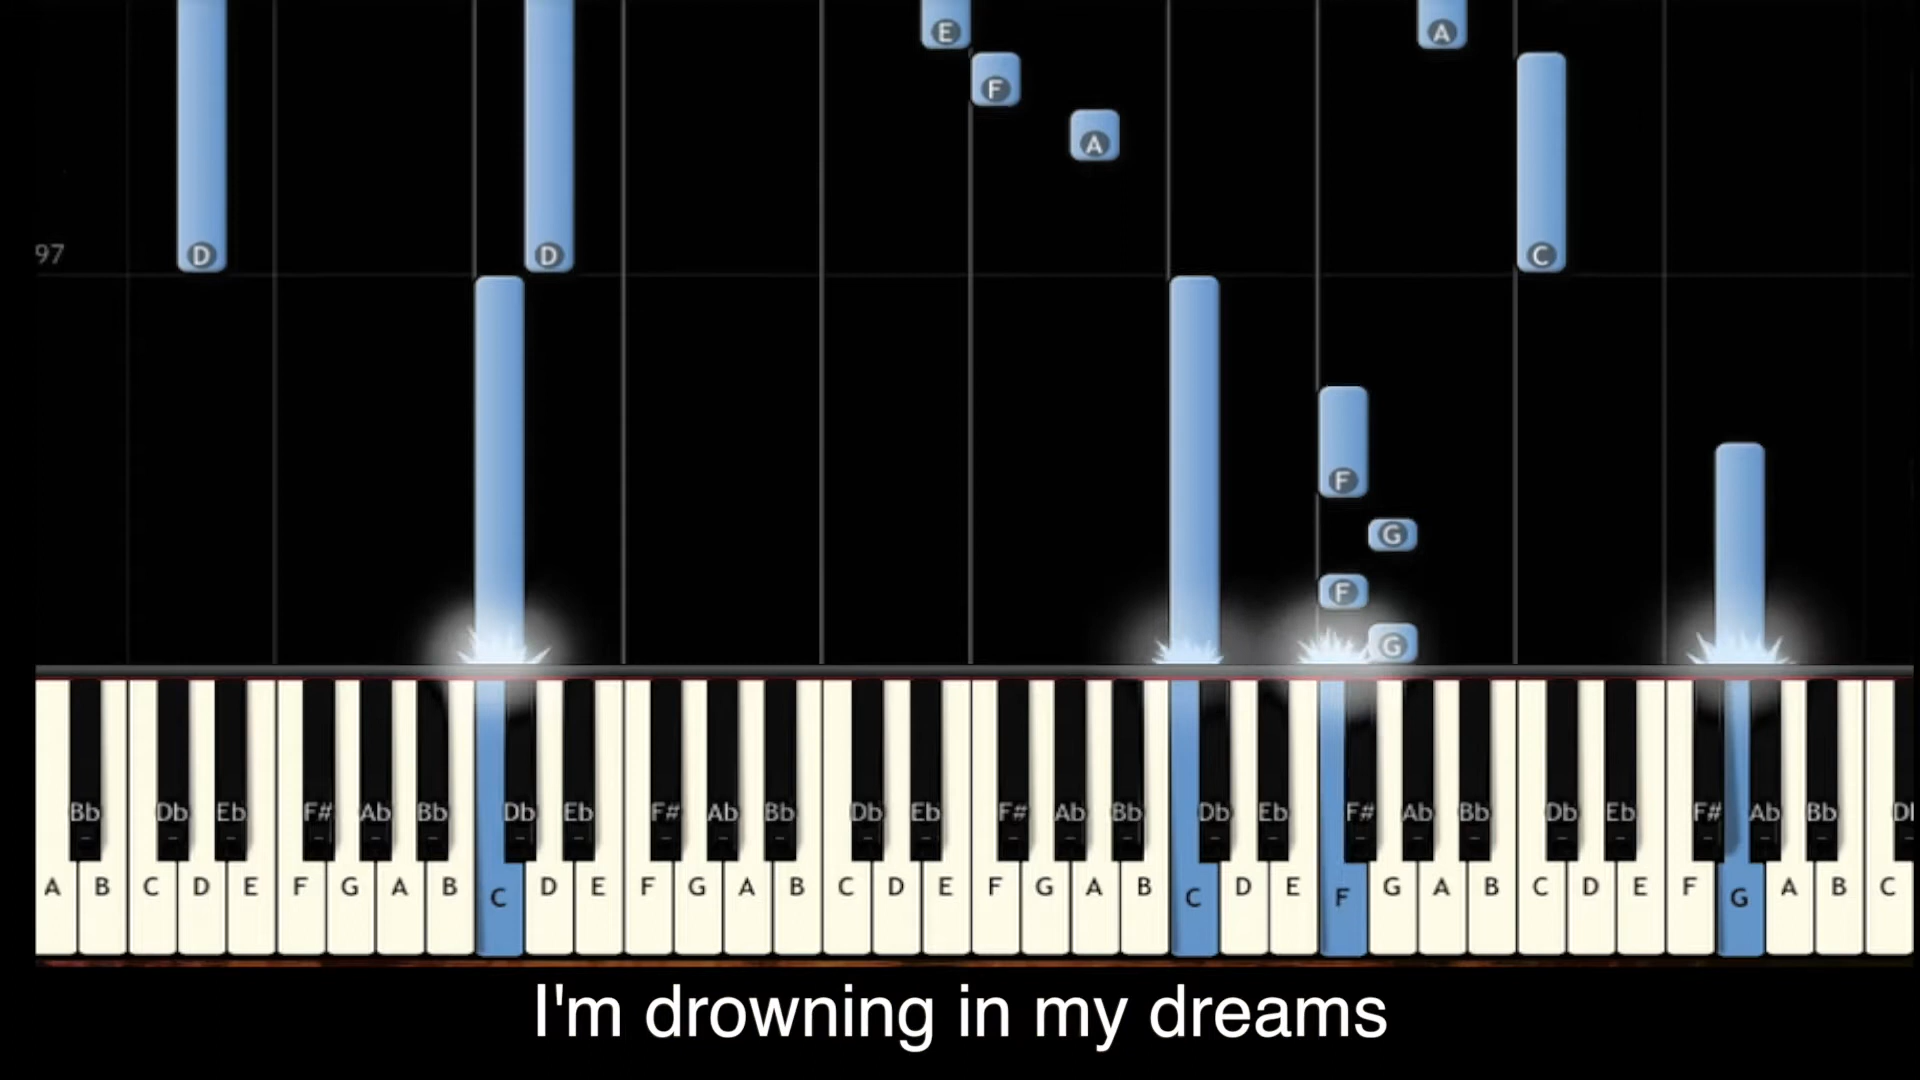 E A
F
A
97 D D C
F
G
F
G
Bb Db Eb F# Ab Bb Db Eb F# Ab Bb Db Eb F# Ab Bb Db Eb F# Ab Bb Db Eb F# Ab Bb
A B C D E F G A B C D E F G A B C D E F G A B C D E F G A B C D E F G A B C
I'm drowning in my dreams